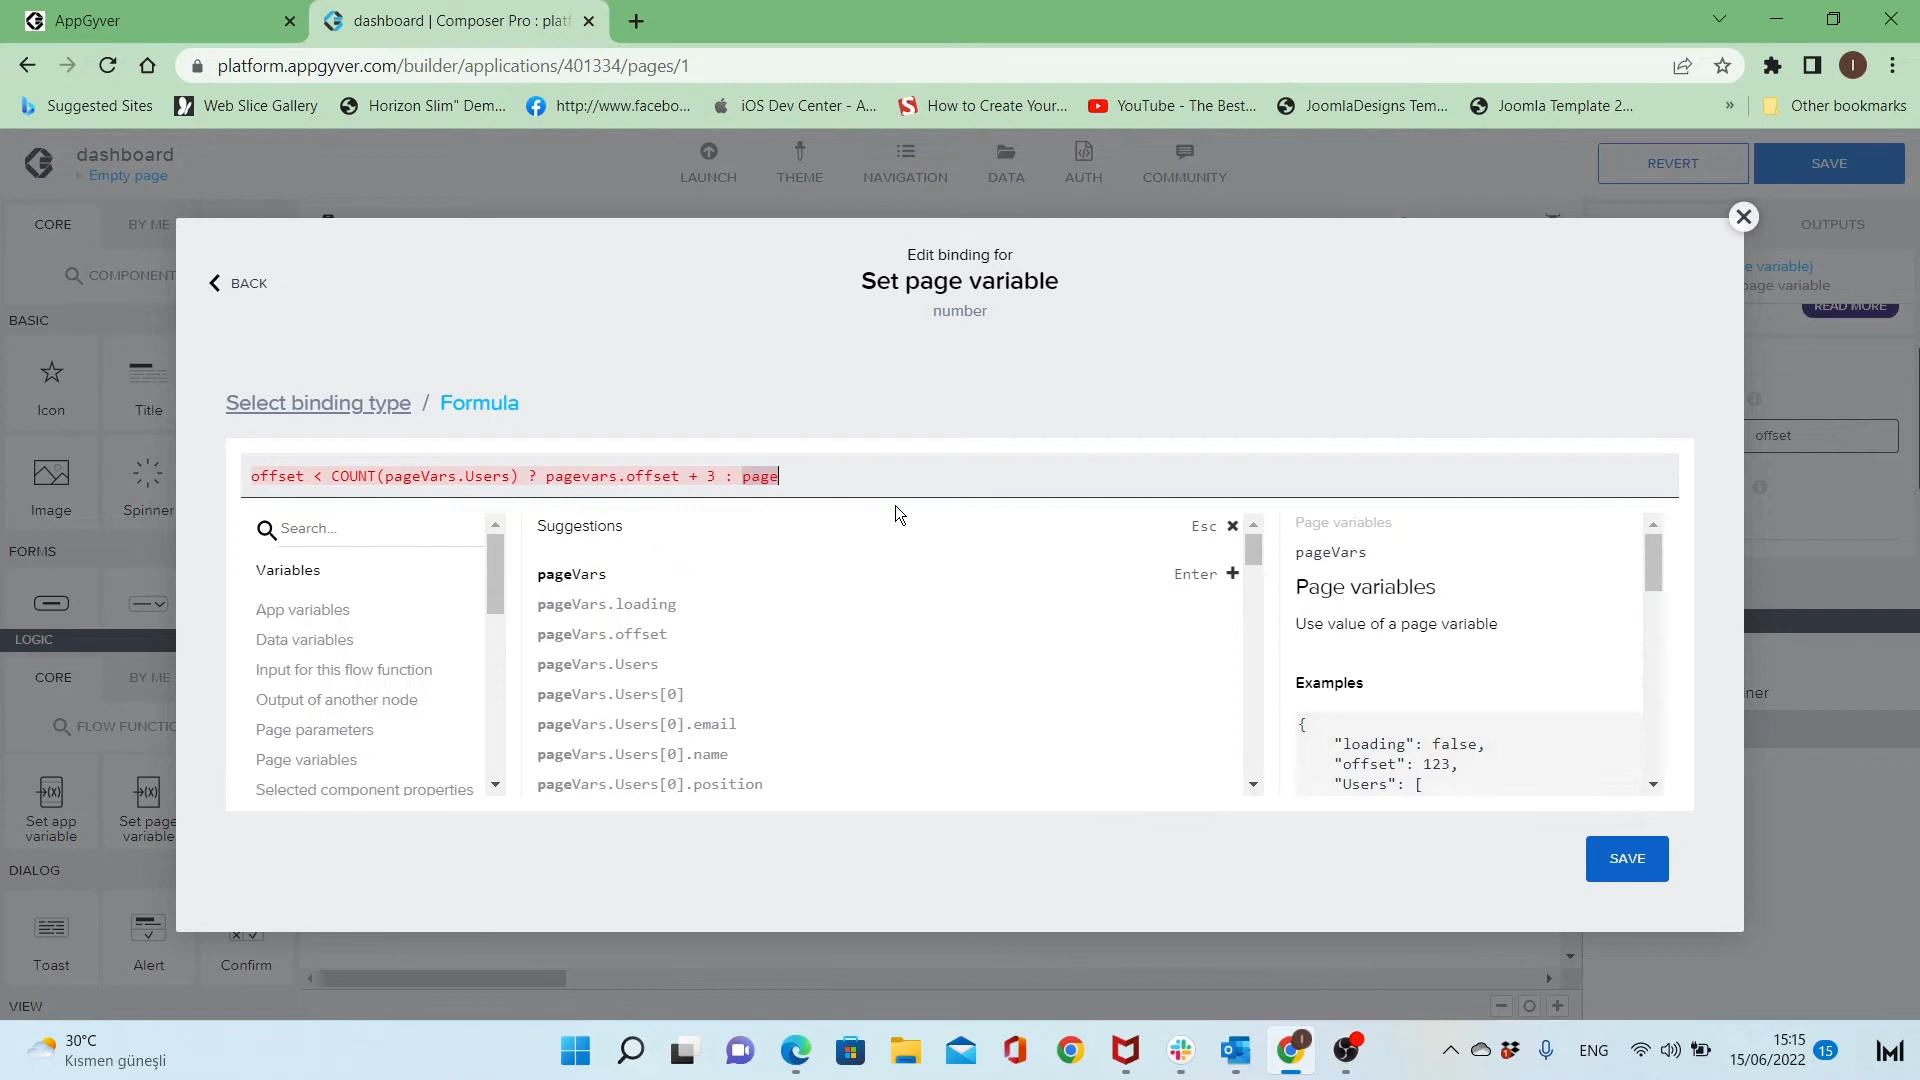 AppGyver
dashboard | Composer Pro : platf
platform.appgyver.com/builder/applications/401334/pages/1
I
Suggested Sites
Web Slice Gallery
Horizon Slim" Dem...
http://www.facebo...
iOS Dev Center - A...
How to Create Your...
YouTube - The Best...
JoomlaDesigns Tem...
Joomla Template 2...
»
Other bookmarks
dashboard
Empty page
LAUNCH
THEME
NAVIGATION
DATA
AUTH
COMMUNITY
REVERT
SAVE
CORE
BY ME
OUTPUTS
COMPONENT
e variable)
page variable
READ MORE
BASIC
Icon
Title
Image
Spinner
FORMS
LOGIC
CORE
BY ME
FLOW FUNCTIO
Set app
variable
Set page
variable
DIALOG
Toast
Alert
Confirm
VIEW
offset
iner
BACK
Edit binding for
Set page variable
number
Select binding type / Formula
offset < COUNT(pageVars.Users) ? pagevars.offset + 3 : page
Search...
Variables
App variables
Data variables
Input for this flow function
Output of another node
Page parameters
Page variables
Selected component properties
Suggestions
Esc
pageVars
Enter
pageVars.loading
pageVars.offset
pageVars.Users
pageVars.Users[0]
pageVars.Users[0].email
pageVars.Users[0].name
pageVars.Users[0].position
Page variables
pageVars
Page variables
Use value of a page variable
Examples
{
"loading": false,
"offset": 123,
"Users": [
SAVE
30°C
Kısmen güneşli
ENG
15:15
15/06/2022
15